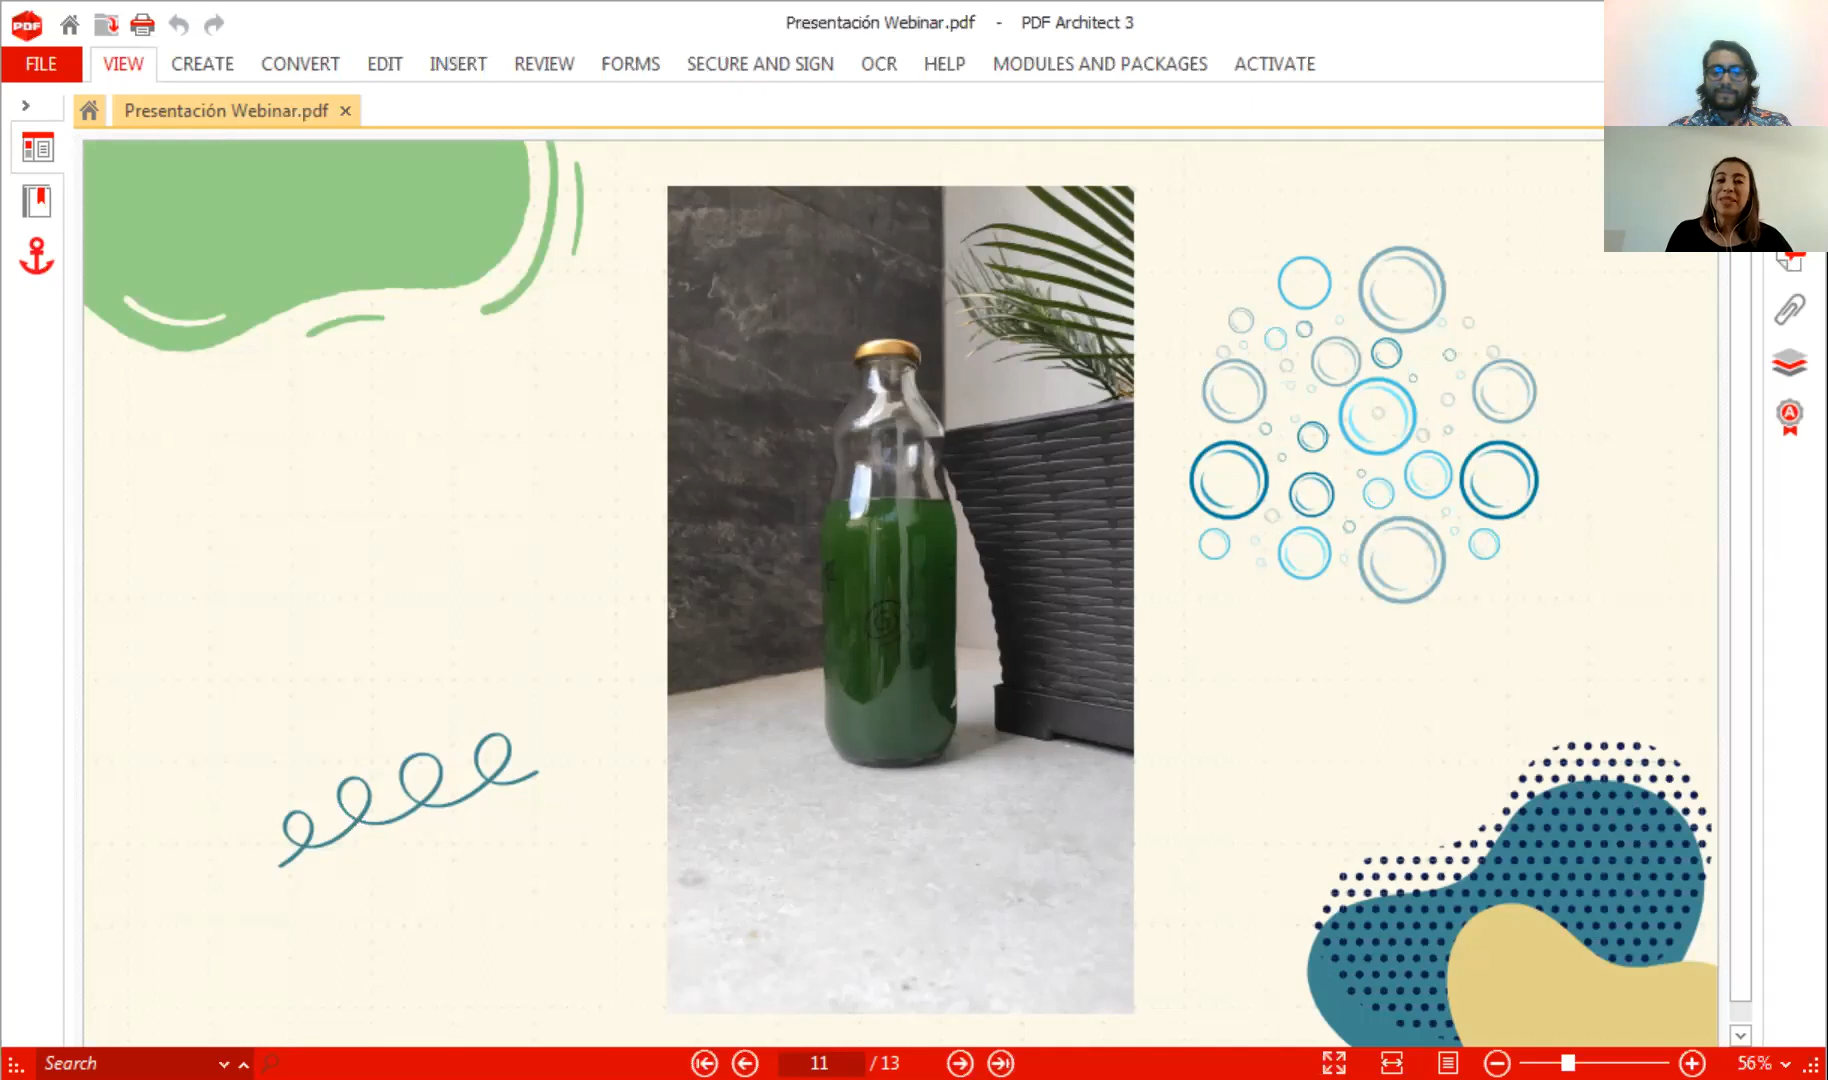 PDF
Presentación Webinar.pdf - PDF Architect 3
FILE VIEW CREATE CONVERT EDIT INSERT REVIEW FORMS SECURE AND SIGN OCR HELP MODULES AND PACKAGES ACTIVATE
Presentación Webinar.pdf ×
A
Search
11 / 13
56%